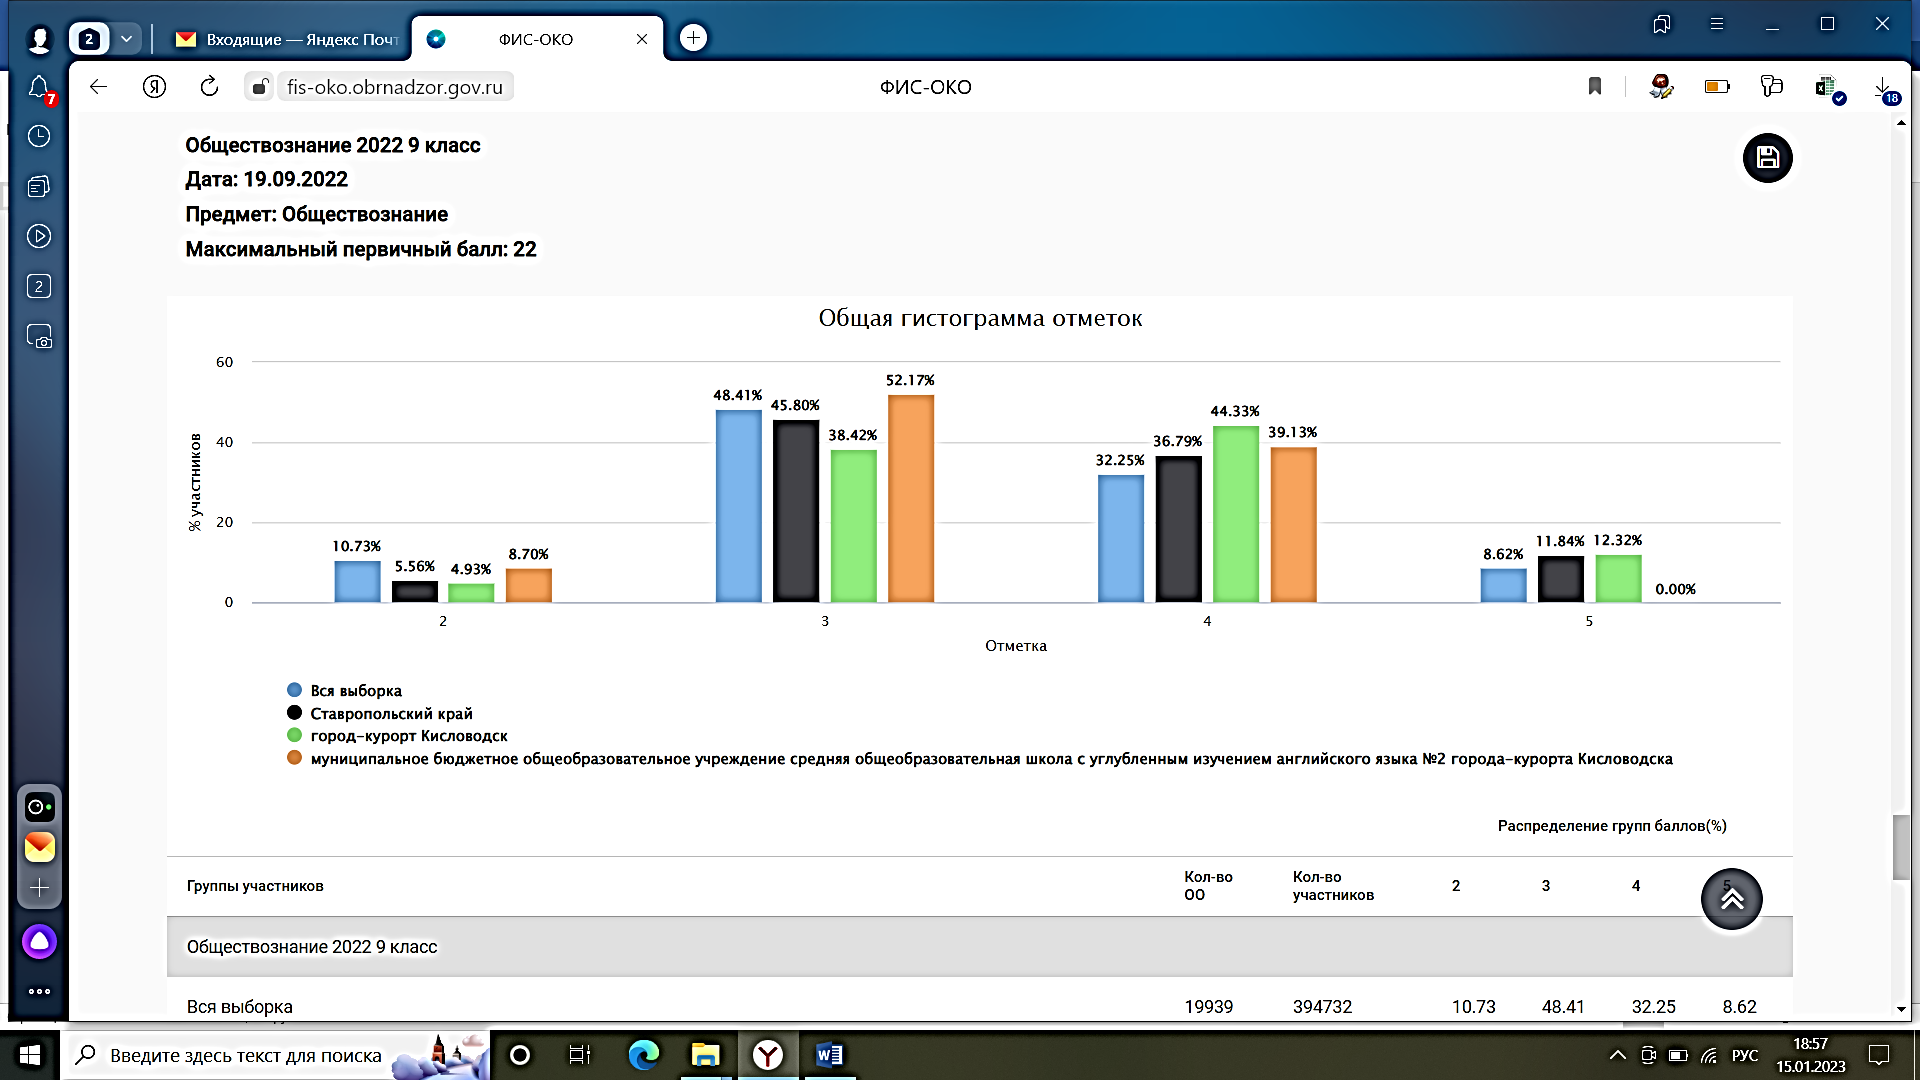 2
Входящие — Яндекс Почт
ФИС-ОКО
7
fis-oko.obrnadzor.gov.ru
ФИС-ОКО
18
2
Обществознание 2022 9 класс
Дата: 19.09.2022
Предмет: Обществознание
Максимальный первичный балл: 22
Общая гистограмма отметок
% участников
60
40
20
0
10.73%
5.56%
4.93%
8.70%
48.41%
45.80%
38.42%
52.17%
32.25%
36.79%
44.33%
39.13%
8.62%
11.84%
12.32%
0.00%
2
3
4
5
Отметка
Вся выборка
Ставропольский край
город-курорт Кисловодск
муниципальное бюджетное общеобразовательное учреждение средняя общеобразовательная школа с углубленным изучением английского языка №2 города-курорта Кисловодска
Распределение групп баллов(%)
Группы участников
Кол-во ОО
Кол-во участников
2
3
4
5
Обществознание 2022 9 класс
Вся выборка 19939 394732 10.73 48.41 32.25 8.62
Введите здесь текст для поиска
РУС
18:57
15.01.2023